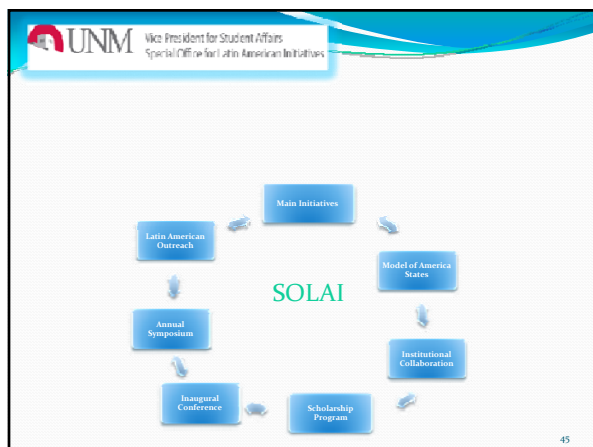 UNM
Vice President for Student Affairs
Special Office for Latin American Initiatives
Main Initiatives
Latin American
Outreach
Model of America
States
SOLAI
Annual
Symposium
Institutional
Collaboration
Inaugural
Conference
Scholarship
Program
45